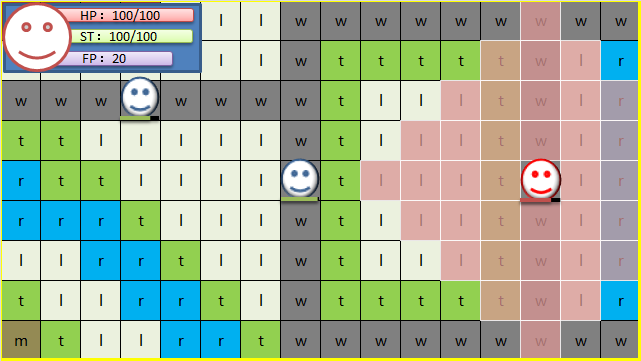 HP : 100/100
ST : 100/100
FP : 20
l l w w w w w w w w w
l l w t t t t t w l r
w w w w w w w t l l l t w l r
t t l l l l l w t l l l t w l r
r t t l l l l t l l l t l r
r r r t l l l w t l l l t w l r
l l r r t l l w t l l l t w l r
t l l r r t l w t t t t t w l r
m t l l r r t w w w w w w w w w